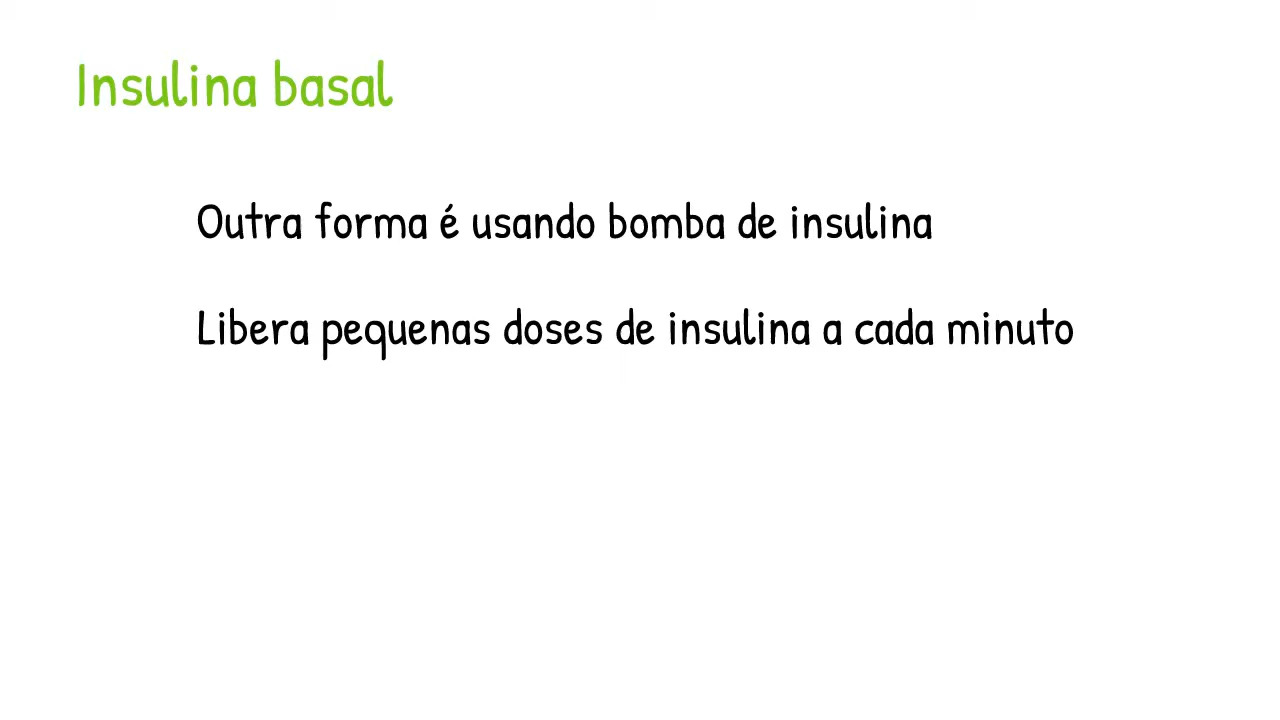 Insulina basal
Outra forma é usando bomba de insulina
Libera pequenas doses de insulina a cada minuto